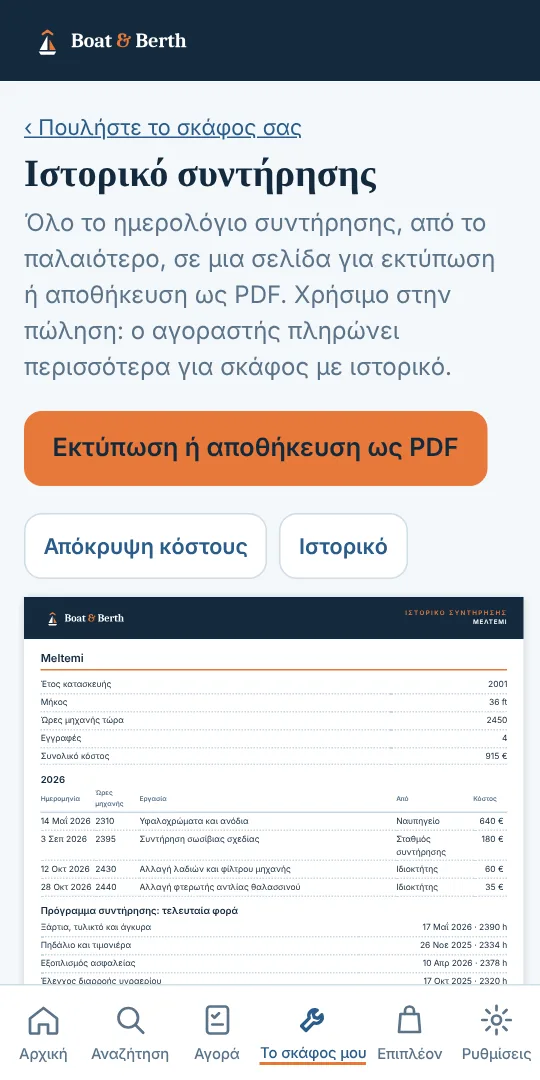 Boat & Berth
‹ Πουλήστε το σκάφος σας
Ιστορικό συντήρησης
Όλο το ημερολόγιο συντήρησης, από το
παλαιότερο, σε μια σελίδα για εκτύπωση
ή αποθήκευση ως PDF. Χρήσιμο στην
πώληση: ο αγοραστής πληρώνει
περισσότερα για σκάφος με ιστορικό.
Εκτύπωση ή αποθήκευση ως PDF
Απόκρυψη κόστους Ιστορικό
Boat & Berth
ΙΣΤΟΡΙΚΟ ΣΥΝΤΗΡΗΣΗΣ
ΜΕΛΤΕΜΙ
Meltemi
Έτος κατασκευής 2001
Μήκος 36 ft
Ώρες μηχανής τώρα 2450
Εγγραφές 4
Συνολικό κόστος 915 €
2026
Ημερομηνία Ώρες μηχανής Εργασία Από Κόστος
14 Μαΐ 2026 2310 Υφαλοχρώματα και ανόδια Ναυπηγείο 640 €
3 Σεπ 2026 2395 Συντήρηση σωσίβιας σχεδίας Σταθμός συντήρησης 180 €
12 Οκτ 2026 2430 Αλλαγή λαδιών και φίλτρου μηχανής Ιδιοκτήτης 60 €
28 Οκτ 2026 2440 Αλλαγή φτερωτής αντλίας θαλασσινού Ιδιοκτήτης 35 €
Πρόγραμμα συντήρησης: τελευταία φορά
Ξάρτια, τυλικτό και άγκυρα 17 Μαΐ 2026 · 2390 h
Πηδάλιο και τιμονιέρα 26 Νοε 2025 · 2334 h
Εξοπλισμός ασφαλείας 10 Απρ 2026 · 2378 h
Έλεγχος διαρροής υγραερίου 17 Οκτ 2025 · 2320 h
Αρχική Αναζήτηση Αγορά Το σκάφος μου Επιπλέον Ρυθμίσεις